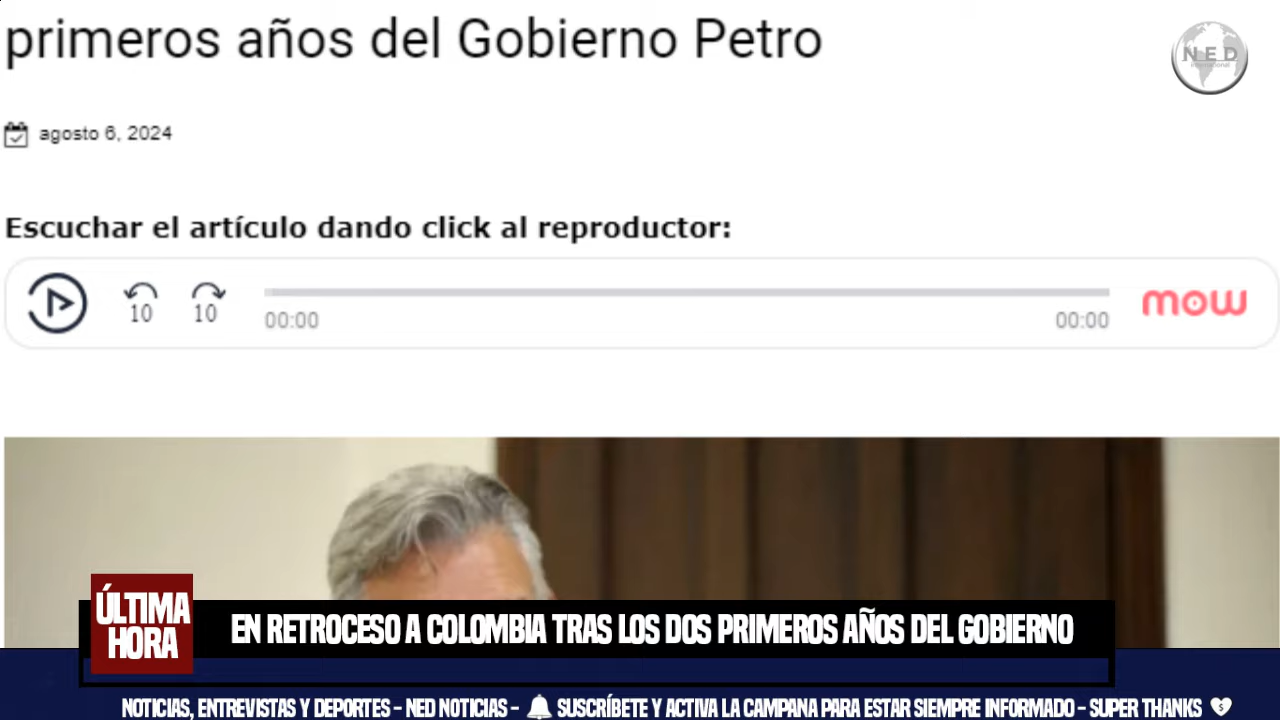 primeros años del Gobierno Petro
NED
international
agosto 6, 2024
Escuchar el artículo dando click al reproductor:
10
10
00:00
00:00
mow
ÚLTIMA
HORA
EN RETROCESO A COLOMBIA TRAS LOS DOS PRIMEROS AÑOS DEL GOBIERNO
NOTICIAS, ENTREVISTAS Y DEPORTES - NED NOTICIAS - SUSCRÍBETE Y ACTIVA LA CAMPANA PARA ESTAR SIEMPRE INFORMADO - SUPER THANKS